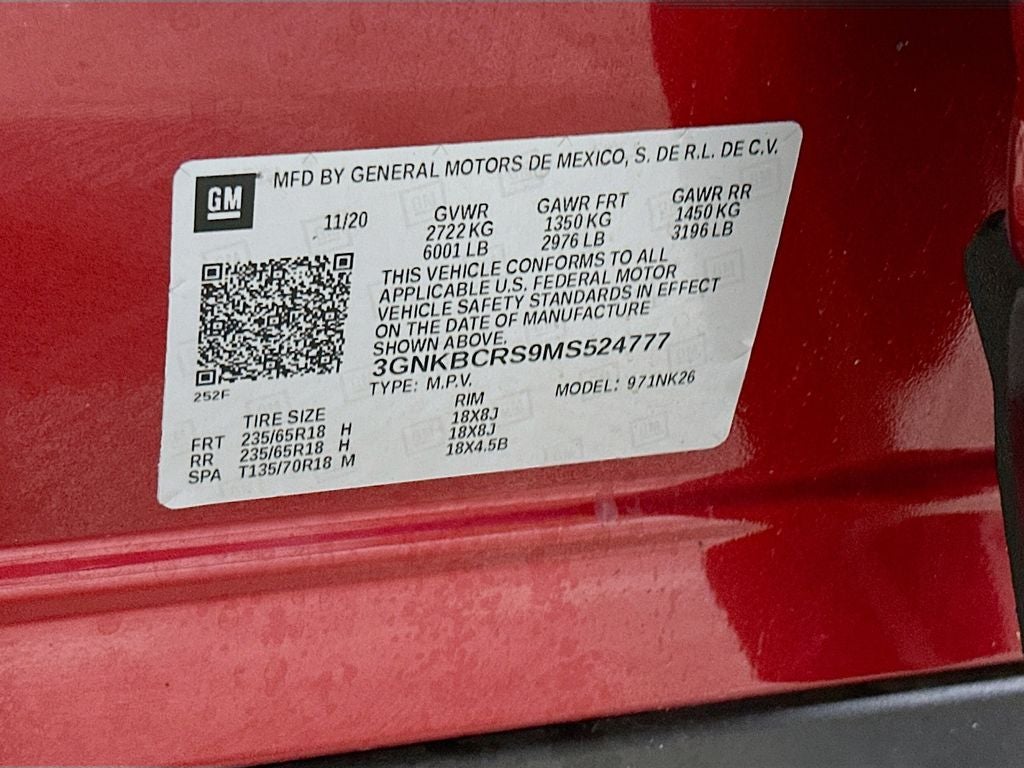 GM MFD BY GENERAL MOTORS DE MEXICO, S. DE R.L. DE C.V.
11/20 GVWR GAWR FRT GAWR RR
2722 KG 1350 KG 1450 KG
6001 LB 2976 LB 3196 LB
THIS VEHICLE CONFORMS TO ALL
APPLICABLE U.S. FEDERAL MOTOR
VEHICLE SAFETY STANDARDS IN EFFECT
ON THE DATE OF MANUFACTURE
SHOWN ABOVE.
3GNKBCRS9MS524777
252F
TYPE: M.P.V. MODEL: 971NK26
TIRE SIZE RIM
FRT 235/65R18 H 18X8J
RR 235/65R18 H 18X8J
SPA T135/70R18 M 18X4.5B